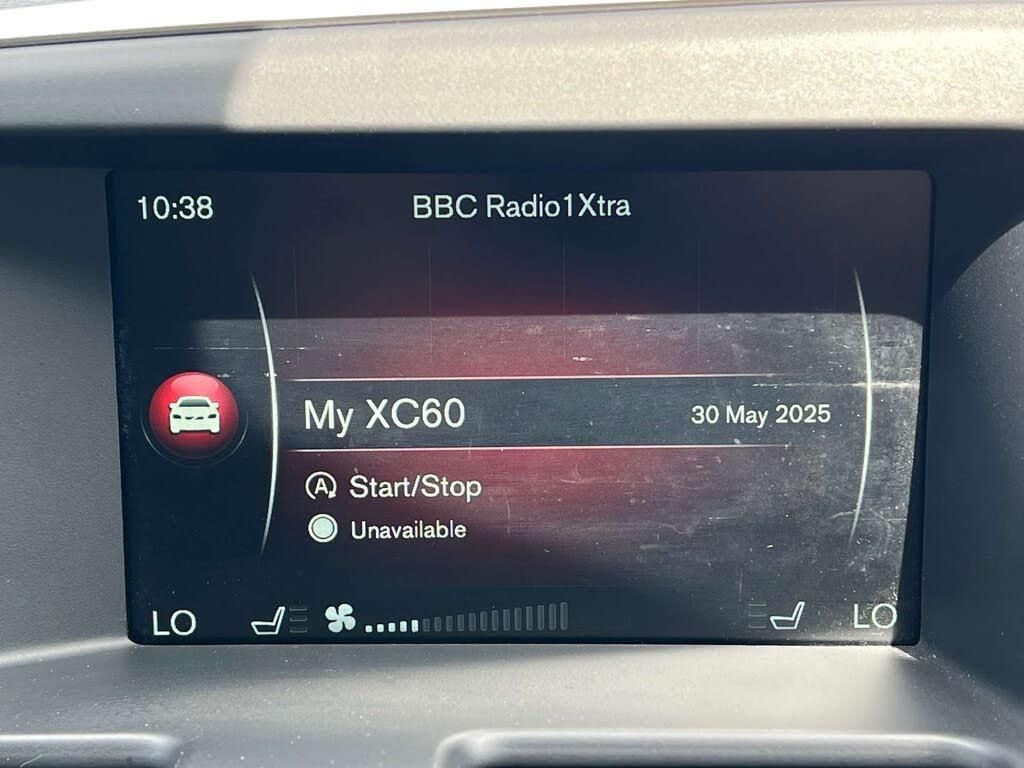 10:38 BBC Radio1Xtra
My XC60 30 May 2025
A Start/Stop
Unavailable
LO LO